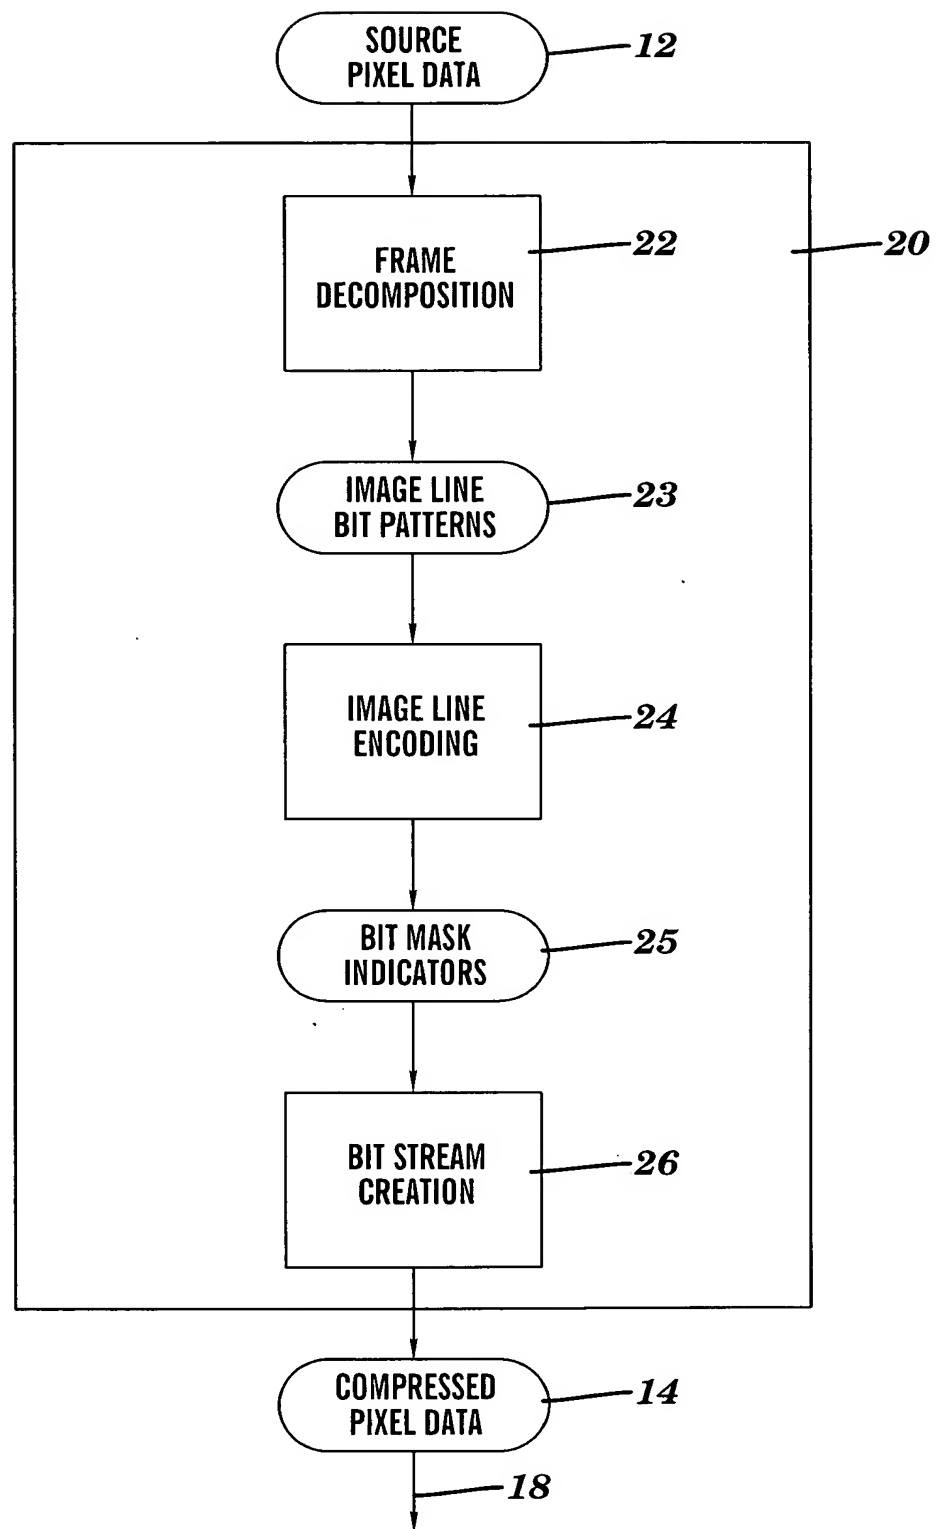 SOURCE
PIXEL DATA
12
20
FRAME
DECOMPOSITION
22
IMAGE LINE
BIT PATTERNS
23
IMAGE LINE
ENCODING
24
BIT MASK
INDICATORS
25
BIT STREAM
CREATION
26
COMPRESSED
PIXEL DATA
14
18